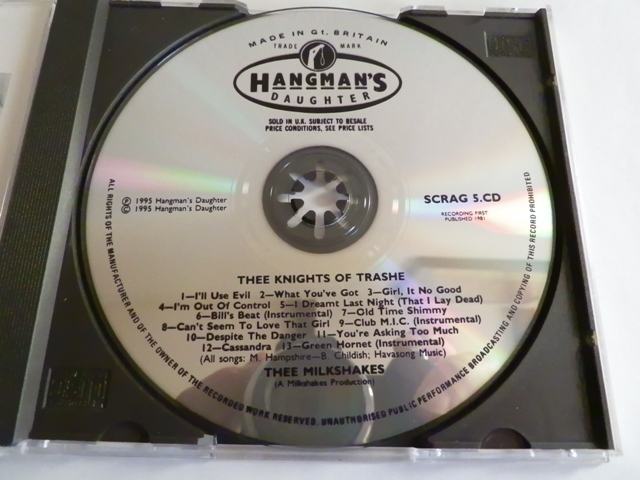 MADE IN Gt. BRITAIN
TRADE MARK
HANGMAN'S
DAUGHTER
SOLD IN U.K. SUBJECT TO RESALE
PRICE CONDITIONS, SEE PRICE LISTS
Ⓟ 1995 Hangman's Daughter
© 1995 Hangman's Daughter
SCRAG 5.CD
RECORDING FIRST
PUBLISHED 1981
THEE KNIGHTS OF TRASHE
1—I'll Use Evil 2—What You've Got 3—Girl, It No Good
4—I'm Out Of Control 5—I Dreamt Last Night (That I Lay Dead)
6—Bill's Beat (Instrumental) 7—Old Time Shimmy
8—Can't Seem To Love That Girl 9—Club M.I.C. (Instrumental)
10—Despite The Danger 11—You're Asking Too Much
12—Cassandra 13—Green Hornet (Instrumental)
(All songs: M. Hampshire—B. Childish; Havasong Music)
THEE MILKSHAKES
(A Milkshakes Production)
ALL RIGHTS OF THE MANUFACTURER AND OF THE OWNER OF THE RECORDED WORK RESERVED. UNAUTHORISED PUBLIC PERFORMANCE BROADCASTING AND COPYING OF THIS RECORD PROHIBITED